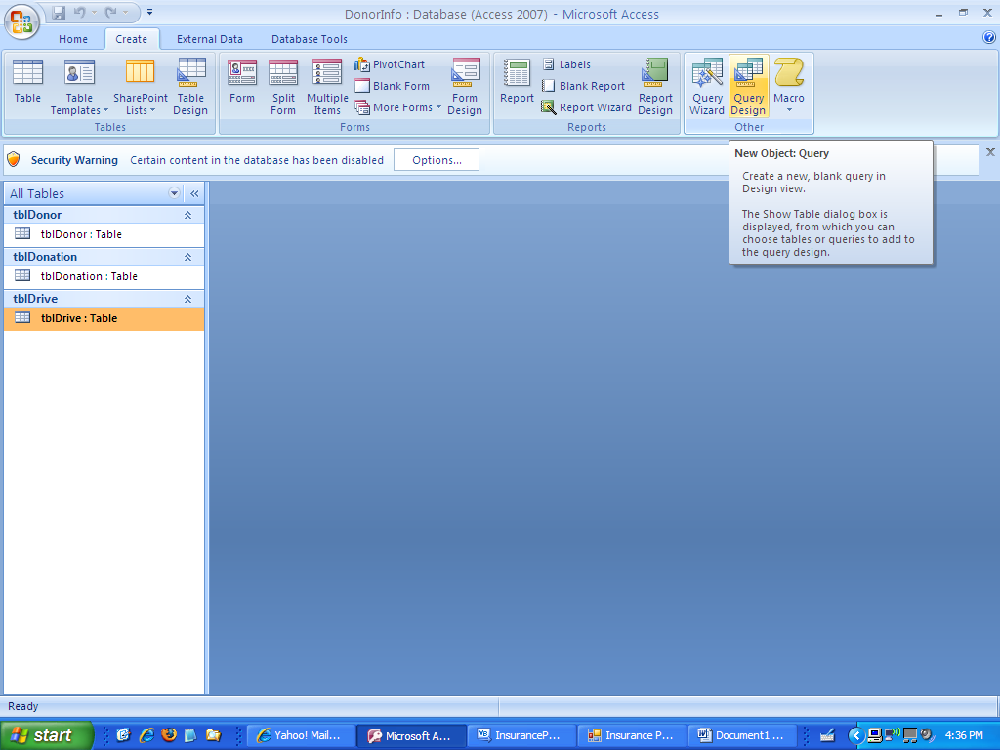 DonorInfo : Database (Access 2007) - Microsoft Access
Home Create External Data Database Tools
Table
Table Templates
SharePoint Lists
Table Design
Tables
Form
Split Form
Multiple Items
PivotChart
Blank Form
More Forms
Form Design
Forms
Report
Labels
Blank Report
Report Wizard
Report Design
Reports
Query Wizard
Query Design
Macro
Other
Security Warning Certain content in the database has been disabled Options...
New Object: Query
Create a new, blank query in
Design view.
The Show Table dialog box is
displayed, from which you can
choose tables or queries to add to
the query design.
All Tables
tblDonor
tblDonor : Table
tblDonation
tblDonation : Table
tblDrive
tblDrive : Table
Ready
start Yahoo! Mail... Microsoft A... InsuranceP... Insurance P... Document1 ... 4:36 PM